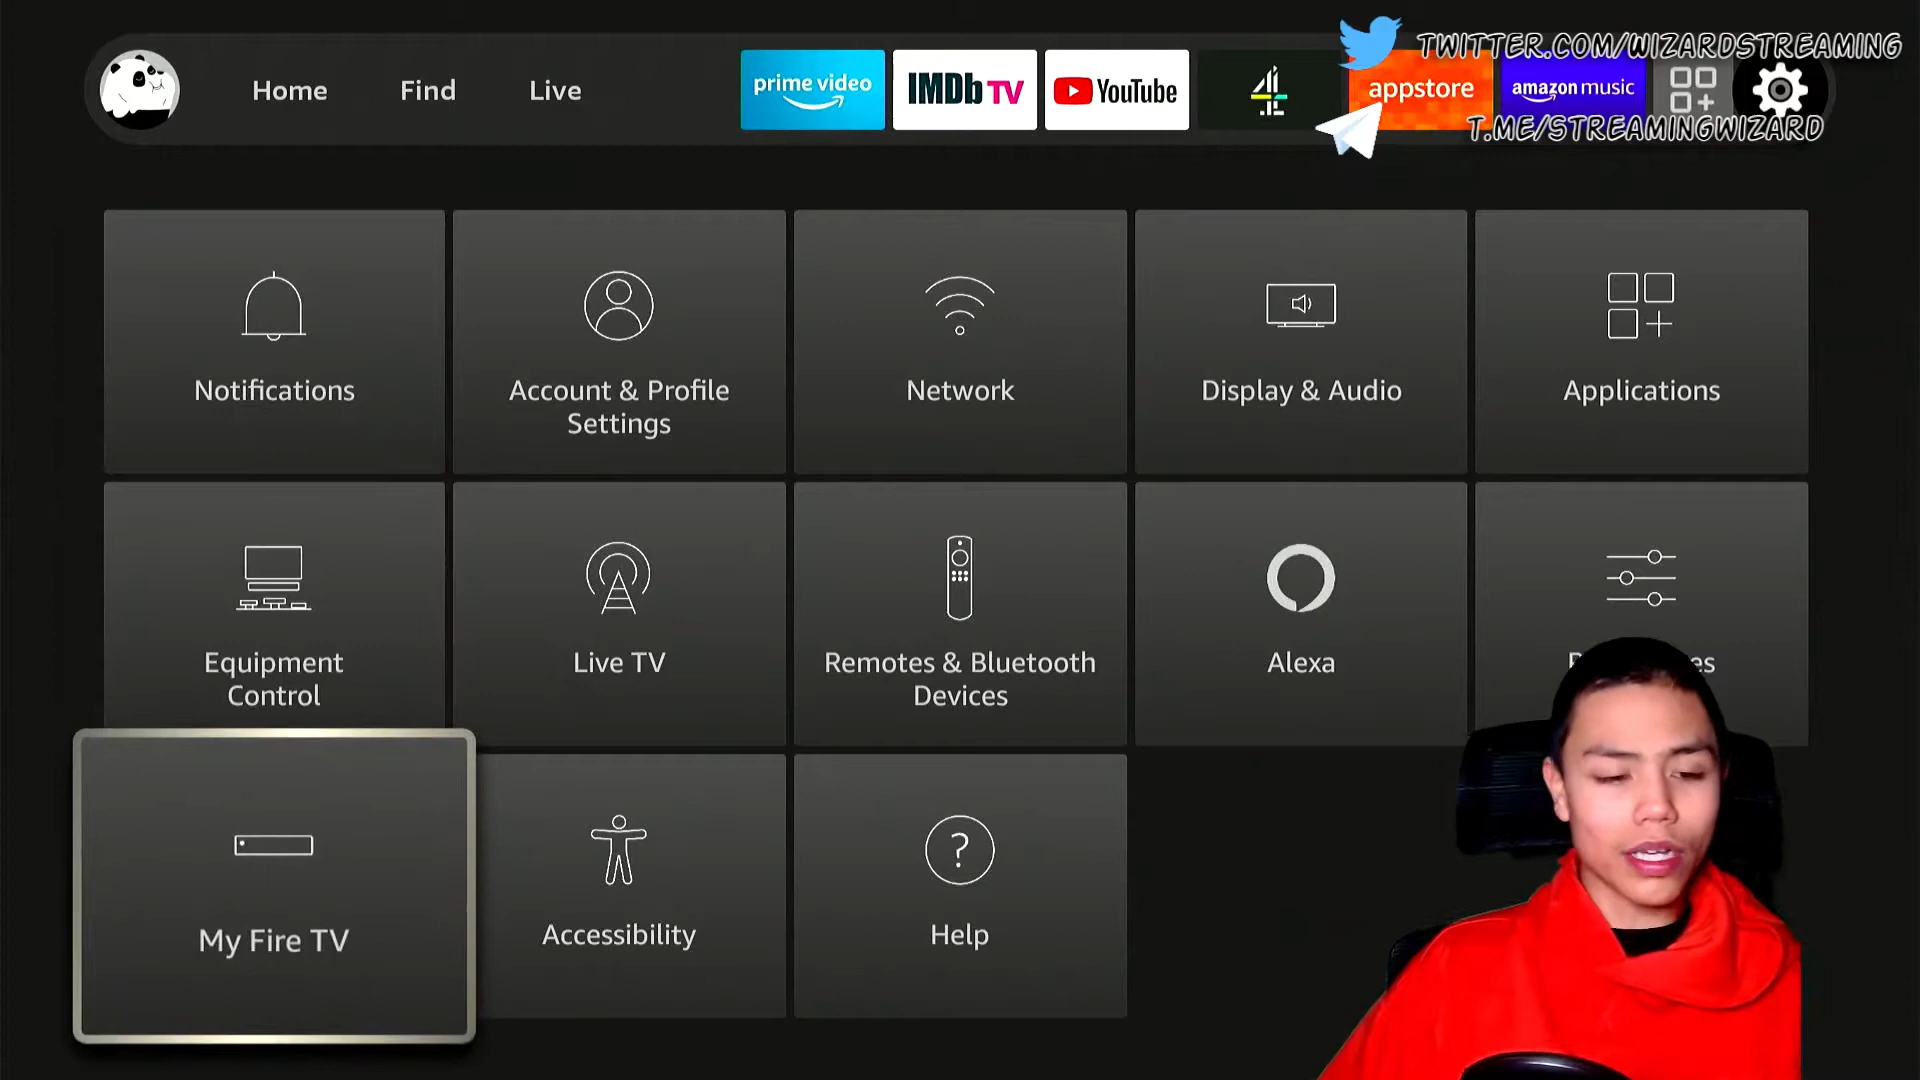 TWITTER.COM/WIZARDSTREAMING
Home
Find
Live
prime video
IMDb TV
YouTube
4
appstore
amazon music
T.ME/STREAMINGWIZARD
Notifications
Account & Profile
Settings
Network
Display & Audio
Applications
Equipment
Control
Live TV
Remotes & Bluetooth
Devices
Alexa
My Fire TV
Accessibility
?
Help